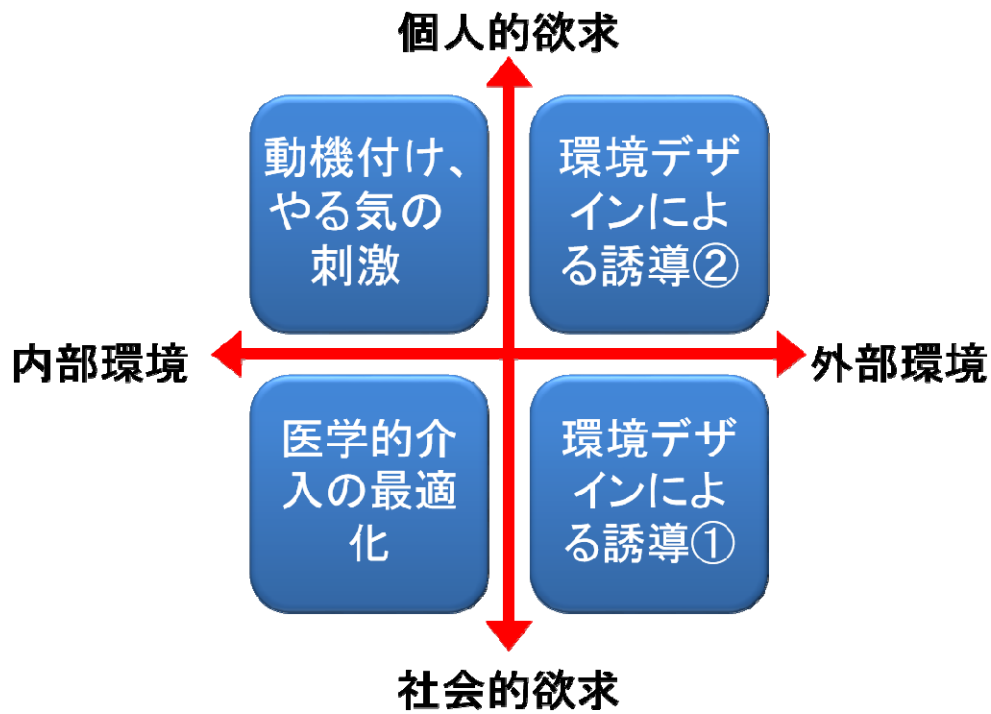 個人的欲求
動機付け、
やる気の
刺激
環境デザ
インによ
る誘導②
内部環境
外部環境
医学的介
入の最適
化
環境デザ
インによ
る誘導①
社会的欲求